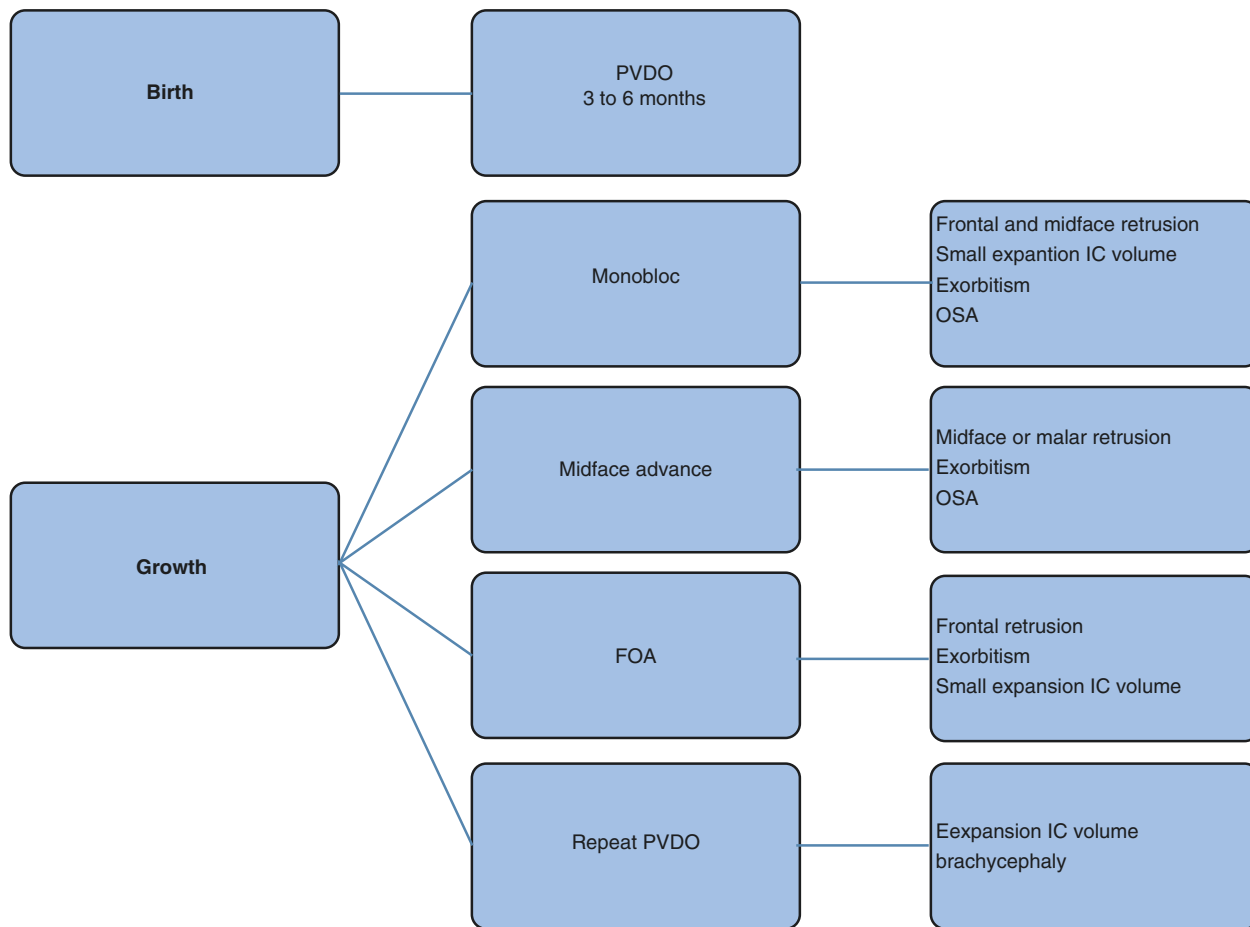 Birth
PVDO
3 to 6 months
Monobloc
Frontal and midface retrusion
Small expantion IC volume
Exorbitism
OSA
Midface advance
Midface or malar retrusion
Exorbitism
OSA
Growth
FOA
Frontal retrusion
Exorbitism
Small expansion IC volume
Repeat PVDO
Eexpansion IC volume
brachycephaly